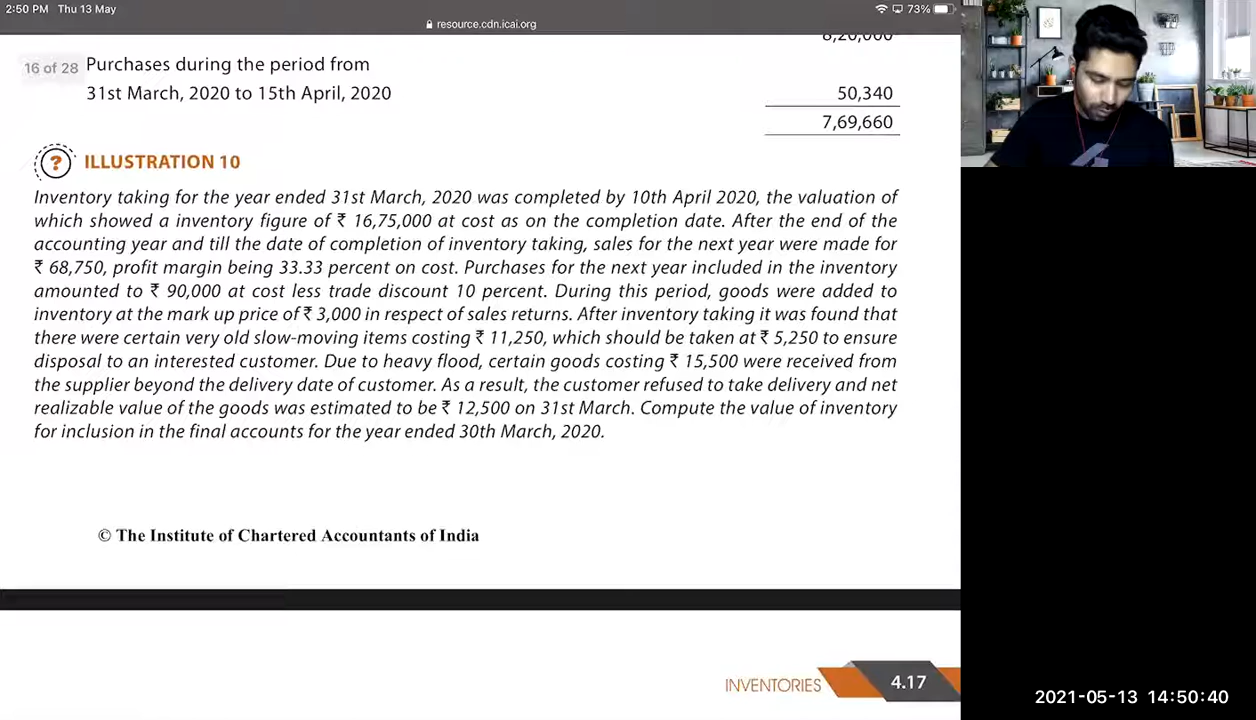 2:50 PM Thu 13 May
73%
resource.cdn.icai.org
8,20,000
16 of 28
Purchases during the period from
31st March, 2020 to 15th April, 2020
50,340
7,69,660
? ILLUSTRATION 10
Inventory taking for the year ended 31st March, 2020 was completed by 10th April 2020, the valuation of
which showed a inventory figure of ₹ 16,75,000 at cost as on the completion date. After the end of the
accounting year and till the date of completion of inventory taking, sales for the next year were made for
₹ 68,750, profit margin being 33.33 percent on cost. Purchases for the next year included in the inventory
amounted to ₹ 90,000 at cost less trade discount 10 percent. During this period, goods were added to
inventory at the mark up price of ₹ 3,000 in respect of sales returns. After inventory taking it was found that
there were certain very old slow-moving items costing ₹ 11,250, which should be taken at ₹ 5,250 to ensure
disposal to an interested customer. Due to heavy flood, certain goods costing ₹ 15,500 were received from
the supplier beyond the delivery date of customer. As a result, the customer refused to take delivery and net
realizable value of the goods was estimated to be ₹ 12,500 on 31st March. Compute the value of inventory
for inclusion in the final accounts for the year ended 30th March, 2020.
© The Institute of Chartered Accountants of India
INVENTORIES
4.17
2021-05-13 14:50:40